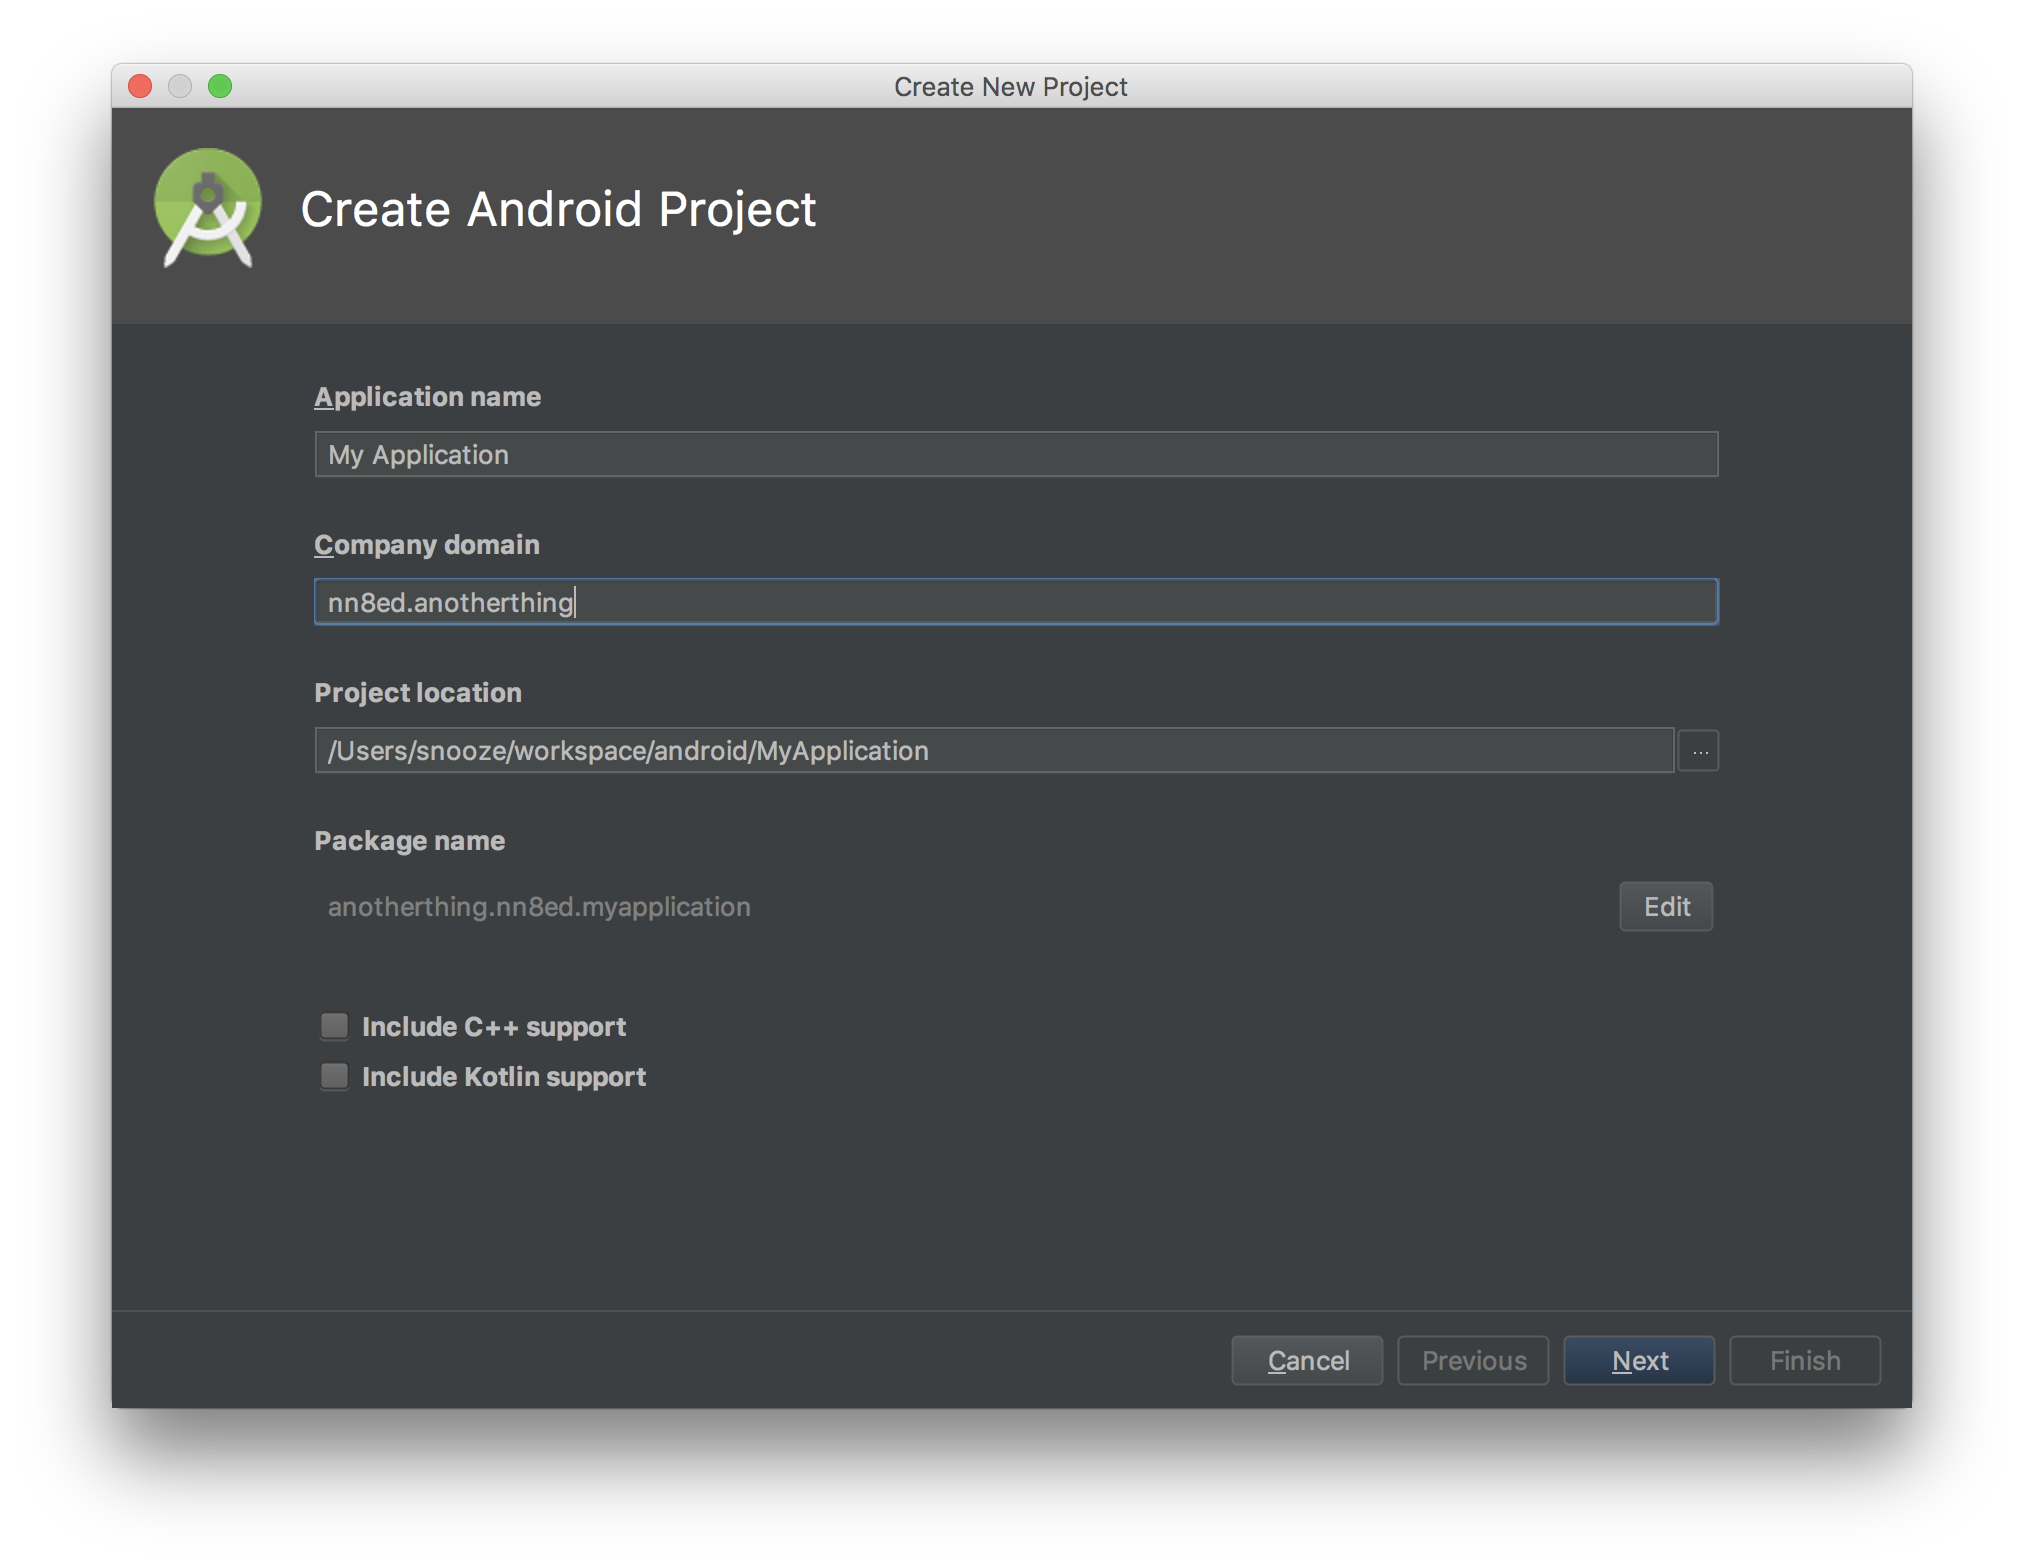 Create New Project
Create Android Project
Application name
My Application
Company domain
nn8ed.anotherthing
Project location
/Users/snooze/workspace/android/MyApplication
...
Package name
anotherthing.nn8ed.myapplication
Edit
Include C++ support
Include Kotlin support
Cancel
Previous
Next
Finish